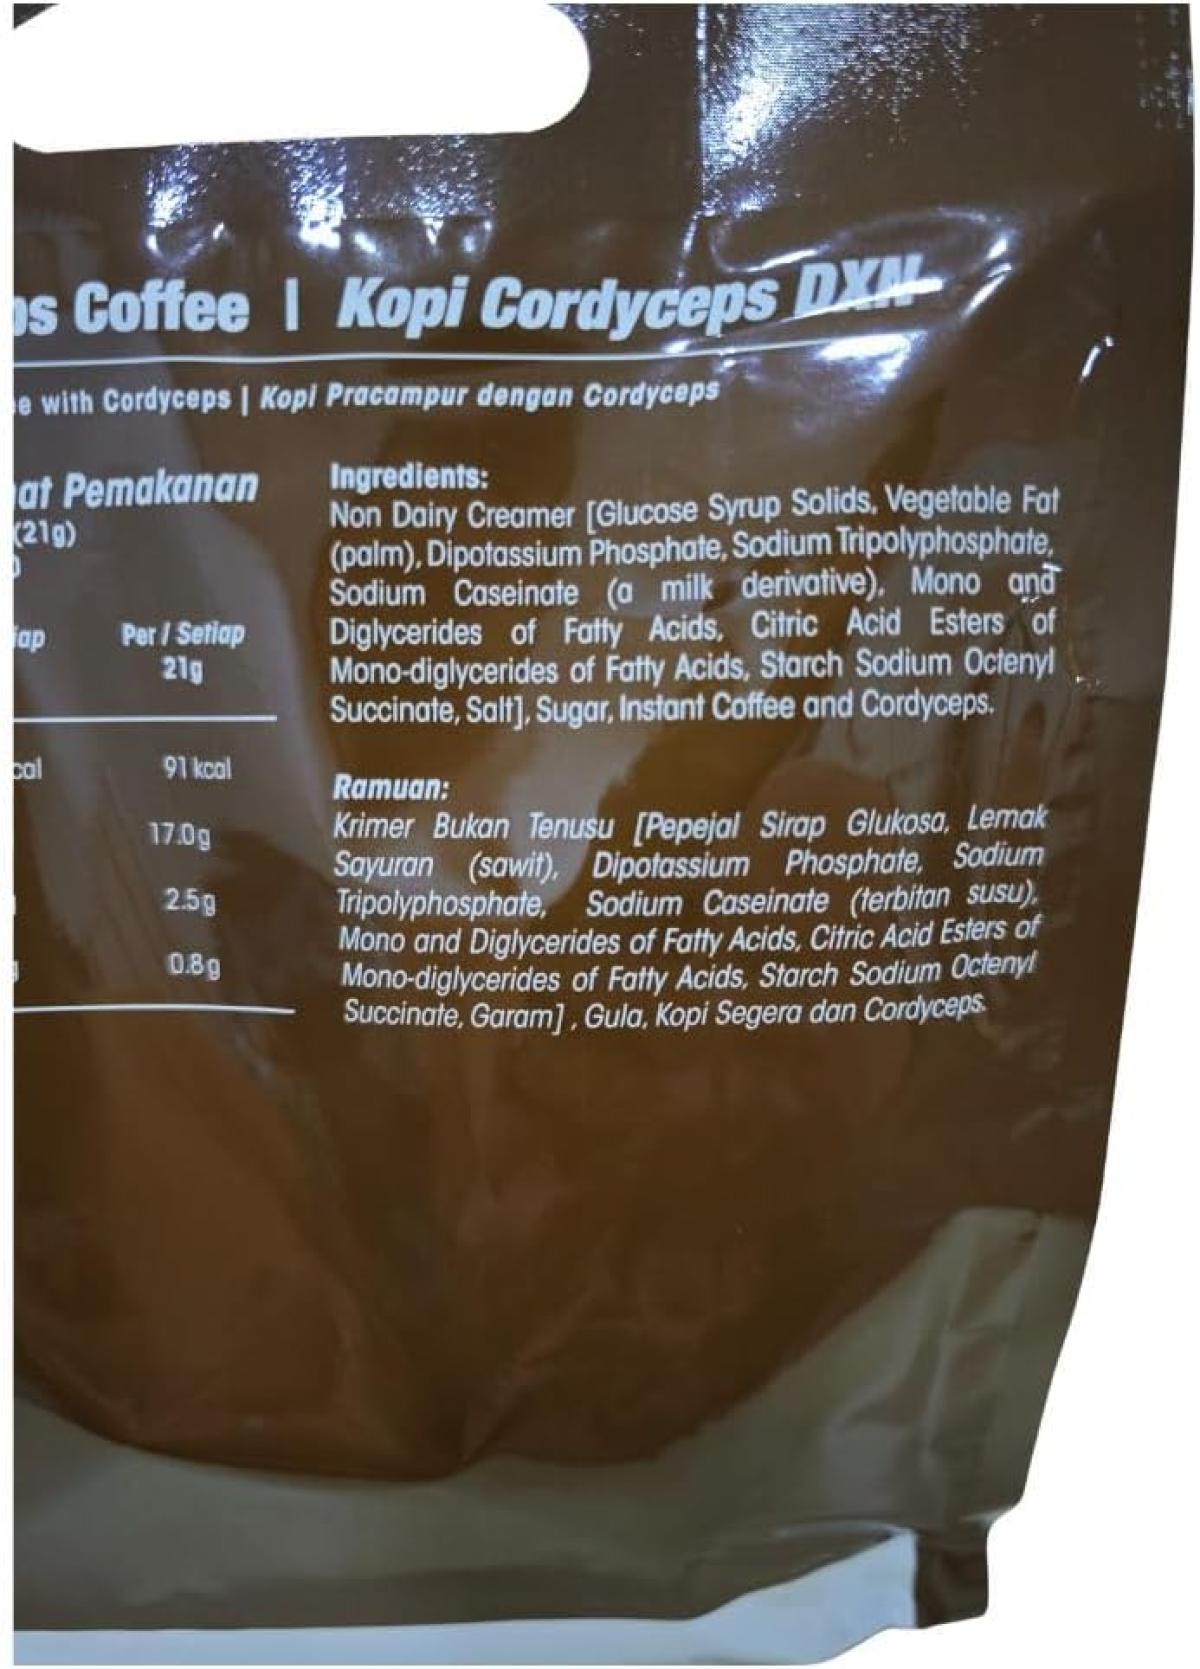 Coffee | Kopi Cordyceps DXN
with Cordyceps | Kopi Pracampur dengan Cordyceps
Pemakanan
(21g)
Per / Setiap
21g
91 kcal
17.0g
2.5g
0.8g
Ingredients:
Non Dairy Creamer [Glucose Syrup Solids, Vegetable Fat
(palm), Dipotassium Phosphate, Sodium Tripolyphosphate,
Sodium Caseinate (a milk derivative), Mono and
Diglycerides of Fatty Acids, Citric Acid Esters of
Mono-diglycerides of Fatty Acids, Starch Sodium Octenyl
Succinate, Salt], Sugar, Instant Coffee and Cordyceps.
Ramuan:
Krimer Bukan Tenusu [Pepejal Sirap Glukosa, Lemak
Sayuran (sawit), Dipotassium Phosphate, Sodium
Tripolyphosphate, Sodium Caseinate (terbitan susu),
Mono and Diglycerides of Fatty Acids, Citric Acid Esters of
Mono-diglycerides of Fatty Acids, Starch Sodium Octenyl
Succinate, Garam] , Gula, Kopi Segera dan Cordyceps.